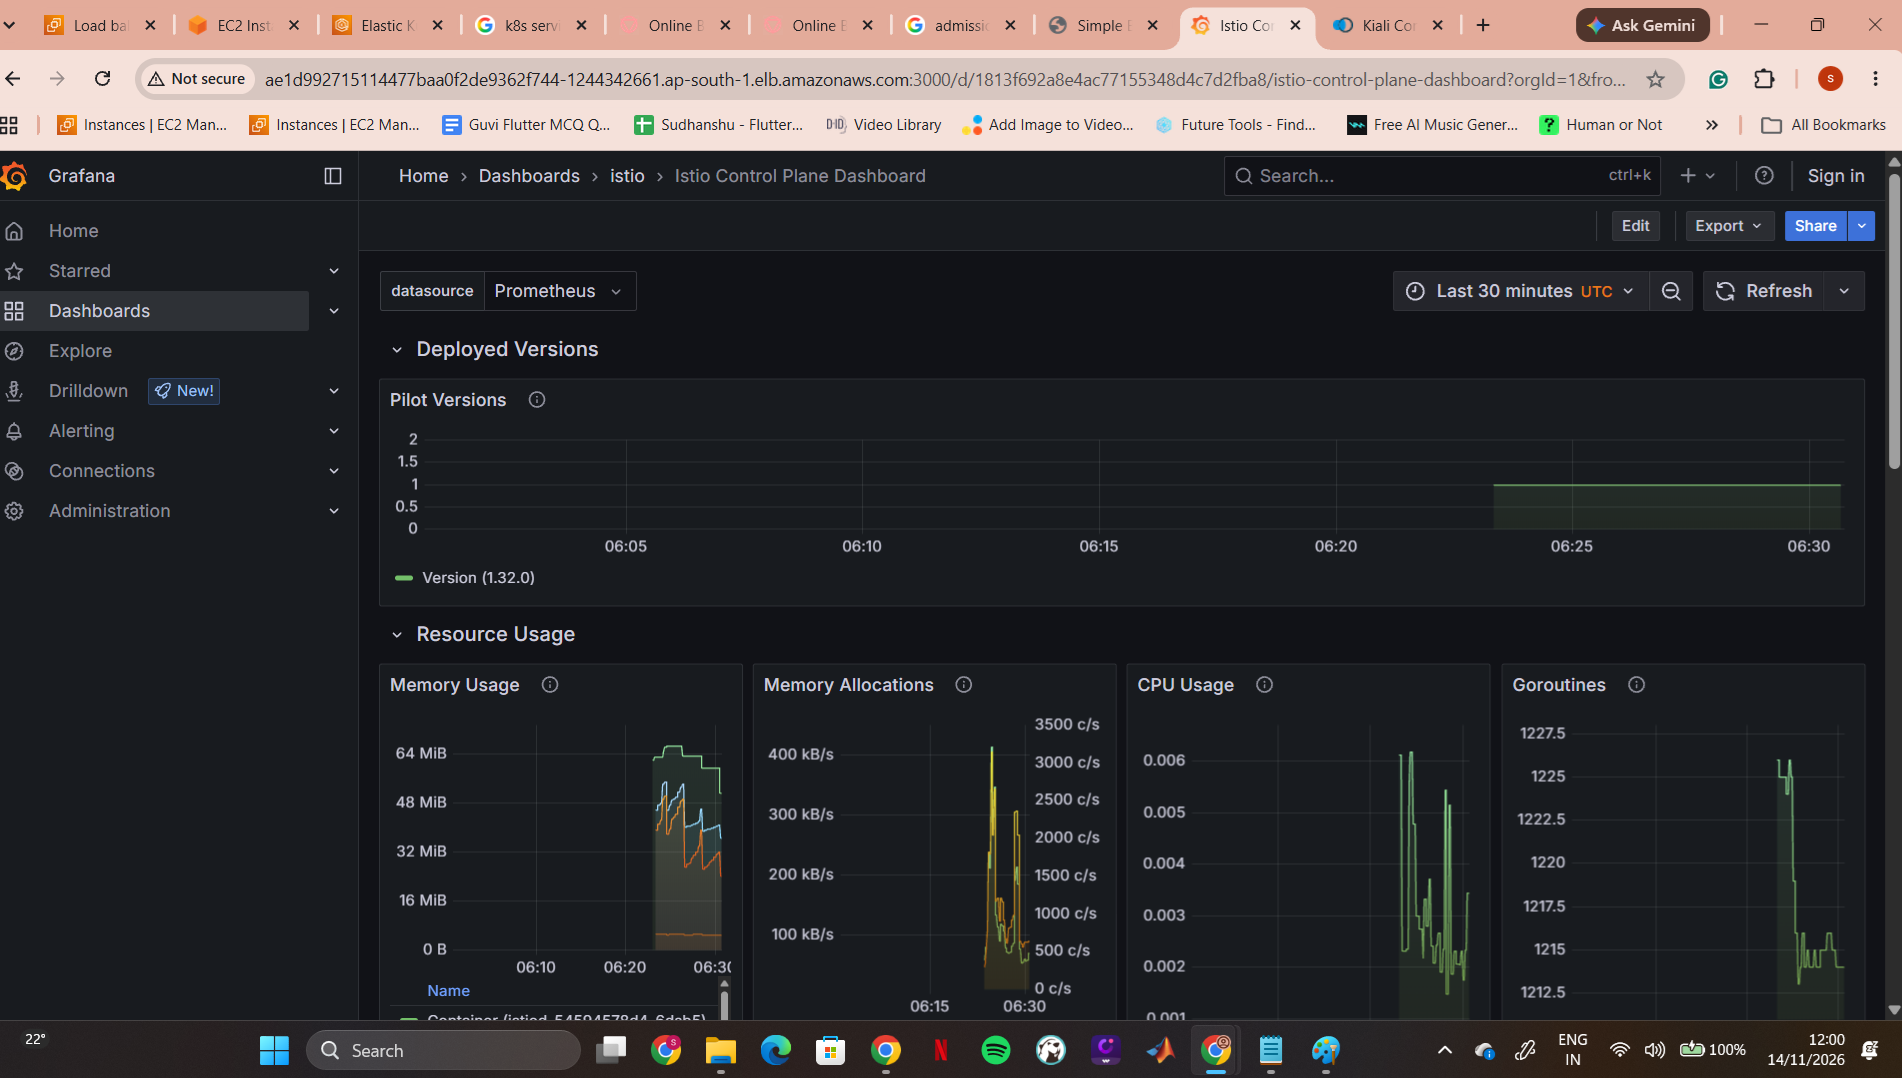 Load bal
EC2 Inst
Elastic K
k8s servi
Online B
Online B
admissi
Simple B
Istio Cor
Kiali Cor
Ask Gemini
Not secure
ae1d992715114477baa0f2de9362f744-1244342661.ap-south-1.elb.amazonaws.com:3000/d/1813f692a8e4ac77155348d4c7d2fba8/istio-control-plane-dashboard?orgId=1&fro...
S
Instances | EC2 Man...
Instances | EC2 Man...
Guvi Flutter MCQ Q...
Sudhanshu - Flutter...
Video Library
Add Image to Video...
Future Tools - Find...
Free AI Music Gener...
Human or Not
All Bookmarks
Grafana
Home › Dashboards › istio › Istio Control Plane Dashboard
Search...
ctrl+k
Sign in
Home
Starred
Dashboards
Explore
Drilldown
New!
Alerting
Connections
Administration
Edit
Export
Share
datasource
Prometheus
Last 30 minutes UTC
Refresh
Deployed Versions
Pilot Versions
2
1.5
1
0.5
0
06:05
06:10
06:15
06:20
06:25
06:30
Version (1.32.0)
Resource Usage
Memory Usage
64 MiB
48 MiB
32 MiB
16 MiB
0 B
06:10
06:20
06:30
Name
Memory Allocations
400 kB/s
300 kB/s
200 kB/s
100 kB/s
3500 c/s
3000 c/s
2500 c/s
2000 c/s
1500 c/s
1000 c/s
500 c/s
0 c/s
06:15
06:30
CPU Usage
0.006
0.005
0.004
0.003
0.002
0.001
Goroutines
1227.5
1225
1222.5
1220
1217.5
1215
1212.5
22°
Search
ENG
IN
100%
12:00
14/11/2026